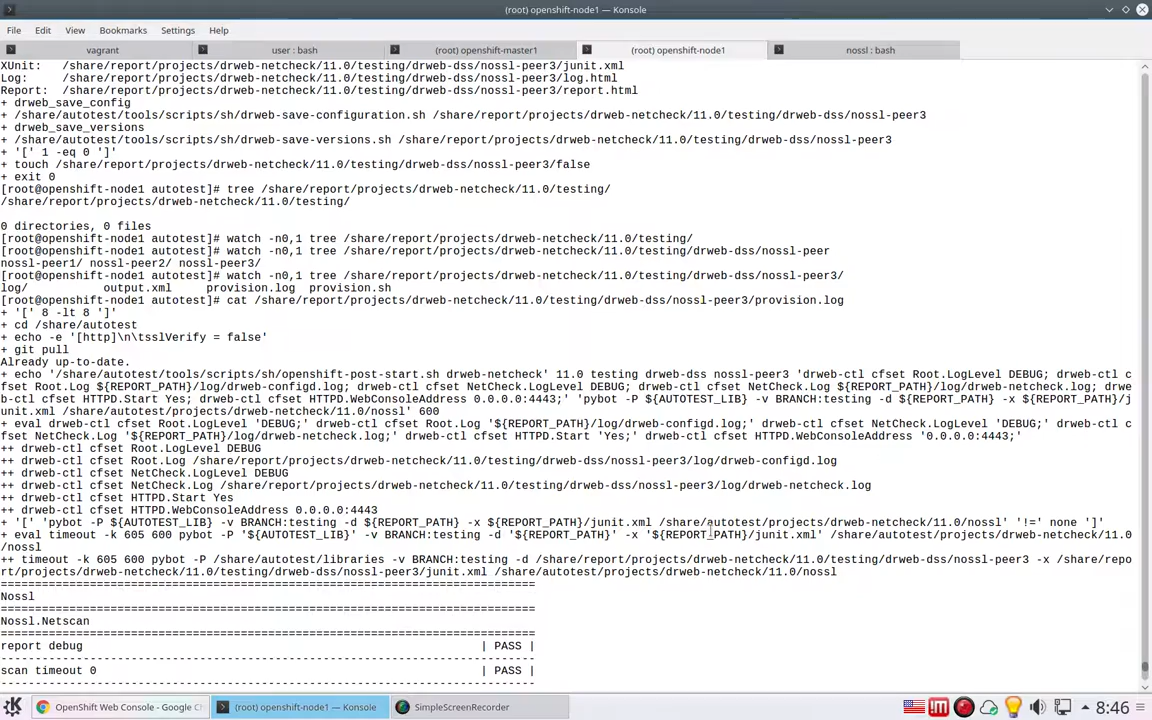 (root) openshift-node1 — Konsole
File Edit View Bookmarks Settings Help
vagrant user : bash (root) openshift-master1 (root) openshift-node1 nossl : bash
XUnit: /share/report/projects/drweb-netcheck/11.0/testing/drweb-dss/nossl-peer3/junit.xml
Log: /share/report/projects/drweb-netcheck/11.0/testing/drweb-dss/nossl-peer3/log.html
Report: /share/report/projects/drweb-netcheck/11.0/testing/drweb-dss/nossl-peer3/report.html
+ drweb_save_config
+ /share/autotest/tools/scripts/sh/drweb-save-configuration.sh /share/report/projects/drweb-netcheck/11.0/testing/drweb-dss/nossl-peer3
+ drweb_save_versions
+ /share/autotest/tools/scripts/sh/drweb-save-versions.sh /share/report/projects/drweb-netcheck/11.0/testing/drweb-dss/nossl-peer3
+ '[' 1 -eq 0 ']'
+ touch /share/report/projects/drweb-netcheck/11.0/testing/drweb-dss/nossl-peer3/false
+ exit 0
[root@openshift-node1 autotest]# tree /share/report/projects/drweb-netcheck/11.0/testing/
/share/report/projects/drweb-netcheck/11.0/testing/
0 directories, 0 files
[root@openshift-node1 autotest]# watch -n0,1 tree /share/report/projects/drweb-netcheck/11.0/testing/
[root@openshift-node1 autotest]# watch -n0,1 tree /share/report/projects/drweb-netcheck/11.0/testing/drweb-dss/nossl-peer
nossl-peer1/ nossl-peer2/ nossl-peer3/
[root@openshift-node1 autotest]# watch -n0,1 tree /share/report/projects/drweb-netcheck/11.0/testing/drweb-dss/nossl-peer3/
log/ output.xml provision.log provision.sh
[root@openshift-node1 autotest]# cat /share/report/projects/drweb-netcheck/11.0/testing/drweb-dss/nossl-peer3/provision.log
+ '[' 8 -lt 8 ']'
+ cd /share/autotest
+ echo -e '[http]\n\tsslVerify = false'
+ git pull
Already up-to-date.
+ echo '/share/autotest/tools/scripts/sh/openshift-post-start.sh drweb-netcheck' 11.0 testing drweb-dss nossl-peer3 'drweb-ctl cfset Root.LogLevel DEBUG; drweb-ctl c
fset Root.Log ${REPORT_PATH}/log/drweb-configd.log; drweb-ctl cfset NetCheck.LogLevel DEBUG; drweb-ctl cfset NetCheck.Log ${REPORT_PATH}/log/drweb-netcheck.log; drwe
b-ctl cfset HTTPD.Start Yes; drweb-ctl cfset HTTPD.WebConsoleAddress 0.0.0.0:4443;' 'pybot -P ${AUTOTEST_LIB} -v BRANCH:testing -d ${REPORT_PATH} -x ${REPORT_PATH}/j
unit.xml /share/autotest/projects/drweb-netcheck/11.0/nossl' 600
+ eval drweb-ctl cfset Root.LogLevel 'DEBUG;' drweb-ctl cfset Root.Log '${REPORT_PATH}/log/drweb-configd.log;' drweb-ctl cfset NetCheck.LogLevel 'DEBUG;' drweb-ctl c
fset NetCheck.Log '${REPORT_PATH}/log/drweb-netcheck.log;' drweb-ctl cfset HTTPD.Start 'Yes;' drweb-ctl cfset HTTPD.WebConsoleAddress '0.0.0.0:4443;'
++ drweb-ctl cfset Root.LogLevel DEBUG
++ drweb-ctl cfset Root.Log /share/report/projects/drweb-netcheck/11.0/testing/drweb-dss/nossl-peer3/log/drweb-configd.log
++ drweb-ctl cfset NetCheck.LogLevel DEBUG
++ drweb-ctl cfset NetCheck.Log /share/report/projects/drweb-netcheck/11.0/testing/drweb-dss/nossl-peer3/log/drweb-netcheck.log
++ drweb-ctl cfset HTTPD.Start Yes
++ drweb-ctl cfset HTTPD.WebConsoleAddress 0.0.0.0:4443
+ '[' 'pybot -P ${AUTOTEST_LIB} -v BRANCH:testing -d ${REPORT_PATH} -x ${REPORT_PATH}/junit.xml /share/autotest/projects/drweb-netcheck/11.0/nossl' '!=' none ']'
+ eval timeout -k 605 600 pybot -P '${AUTOTEST_LIB}' -v BRANCH:testing -d '${REPORT_PATH}' -x '${REPORT_PATH}/junit.xml' /share/autotest/projects/drweb-netcheck/11.0
/nossl
++ timeout -k 605 600 pybot -P /share/autotest/libraries -v BRANCH:testing -d /share/report/projects/drweb-netcheck/11.0/testing/drweb-dss/nossl-peer3 -x /share/repo
rt/projects/drweb-netcheck/11.0/testing/drweb-dss/nossl-peer3/junit.xml /share/autotest/projects/drweb-netcheck/11.0/nossl
==============================================================================
Nossl
==============================================================================
Nossl.Netscan
==============================================================================
report debug | PASS |
------------------------------------------------------------------------------
scan timeout 0 | PASS |
------------------------------------------------------------------------------
OpenShift Web Console - Google C (root) openshift-node1 — Konsole SimpleScreenRecorder 8:46